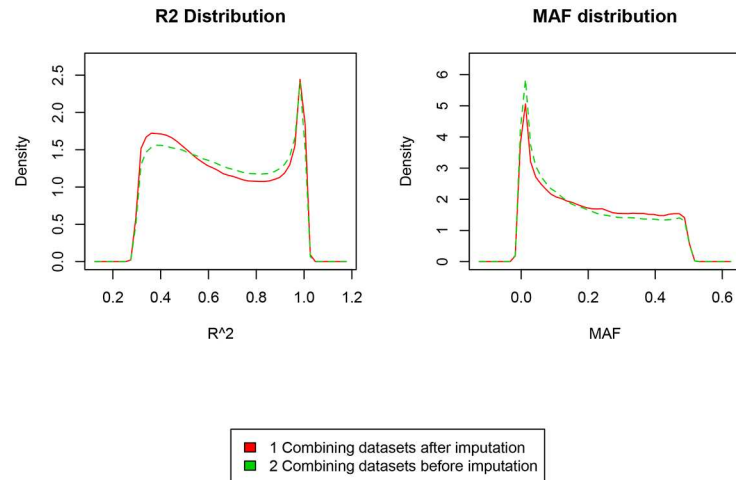 R2 Distribution
MAF distribution
Density
0.0 0.5 1.0 1.5 2.0 2.5
0.2 0.4 0.6 0.8 1.0 1.2
R^2
Density
0 1 2 3 4 5 6
0.0 0.2 0.4 0.6
MAF
1 Combining datasets after imputation
2 Combining datasets before imputation